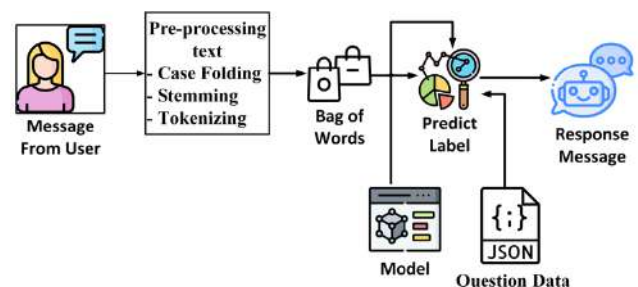 Message
From User
Pre-processing
text
- Case Folding
- Stemming
- Tokenizing
Bag of
Words
Predict
Label
Response
Message
Model
{;}
JSON
Question Data